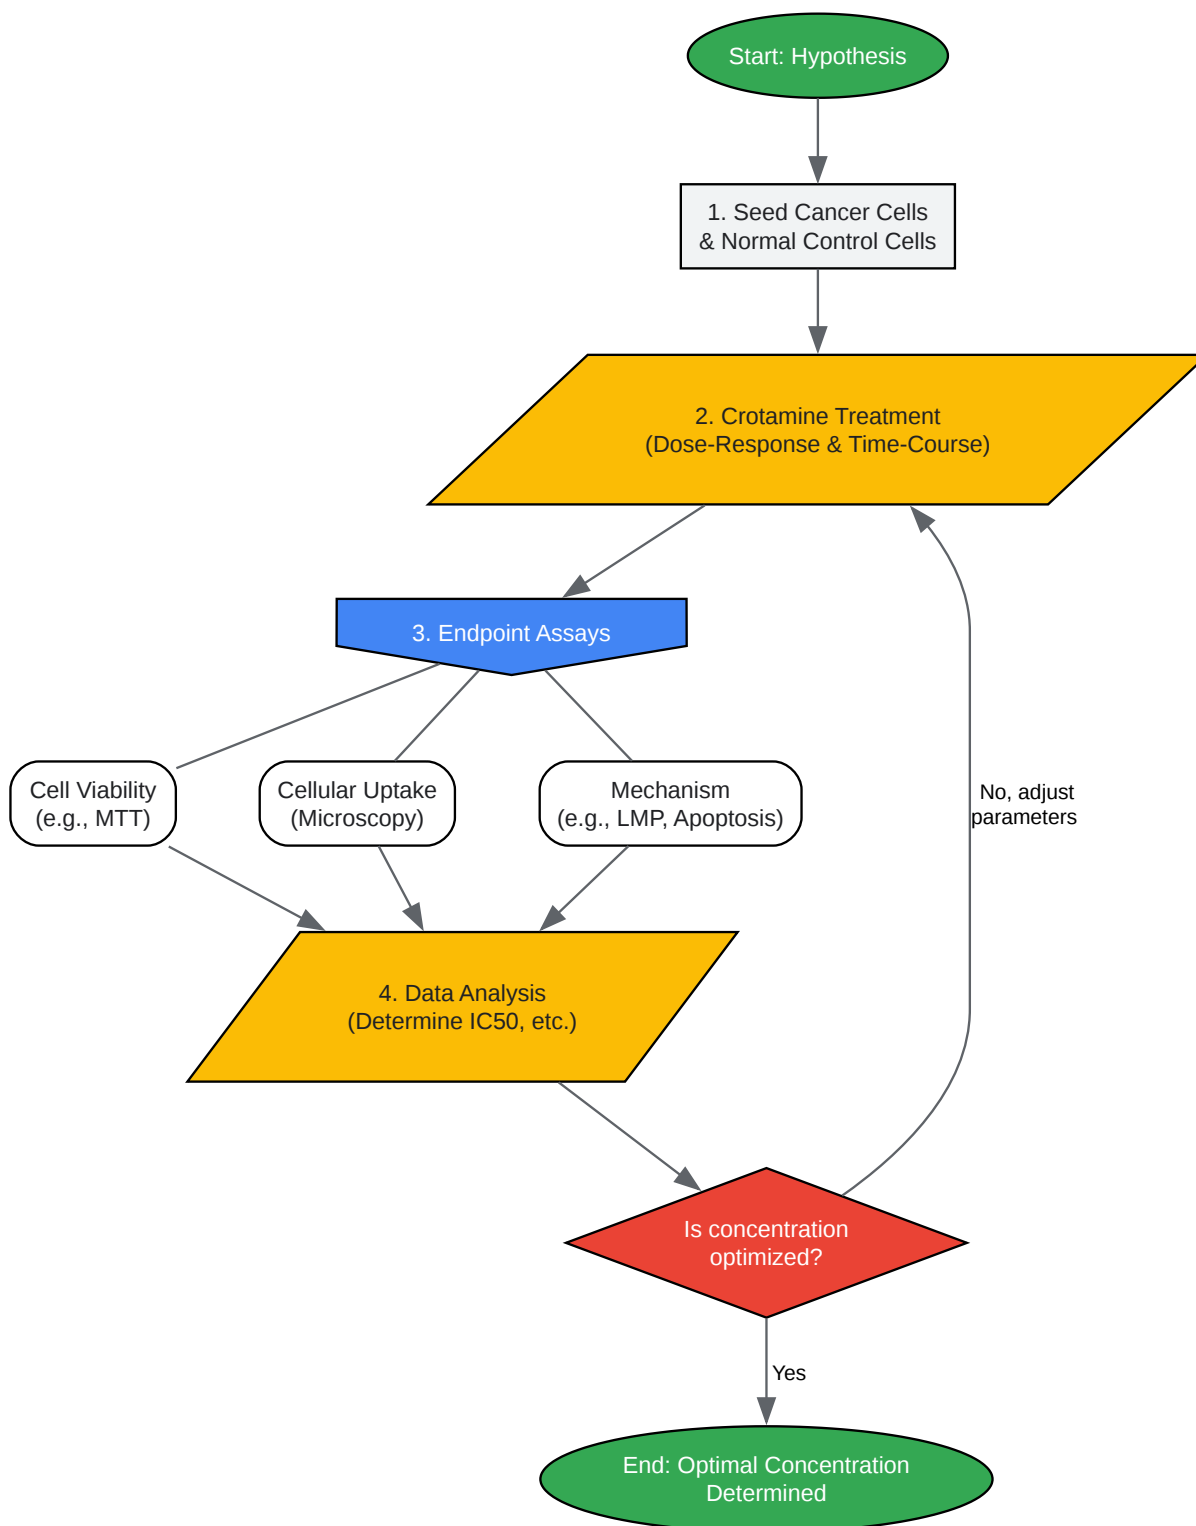 Start: Hypothesis
1. Seed Cancer Cells
& Normal Control Cells
2. Crotamine Treatment
(Dose-Response & Time-Course)
3. Endpoint Assays
Cell Viability
(e.g., MTT)
Cellular Uptake
(Microscopy)
Mechanism
(e.g., LMP, Apoptosis)
No, adjust
parameters
4. Data Analysis
(Determine IC50, etc.)
Is concentration
optimized?
Yes
End: Optimal Concentration
Determined